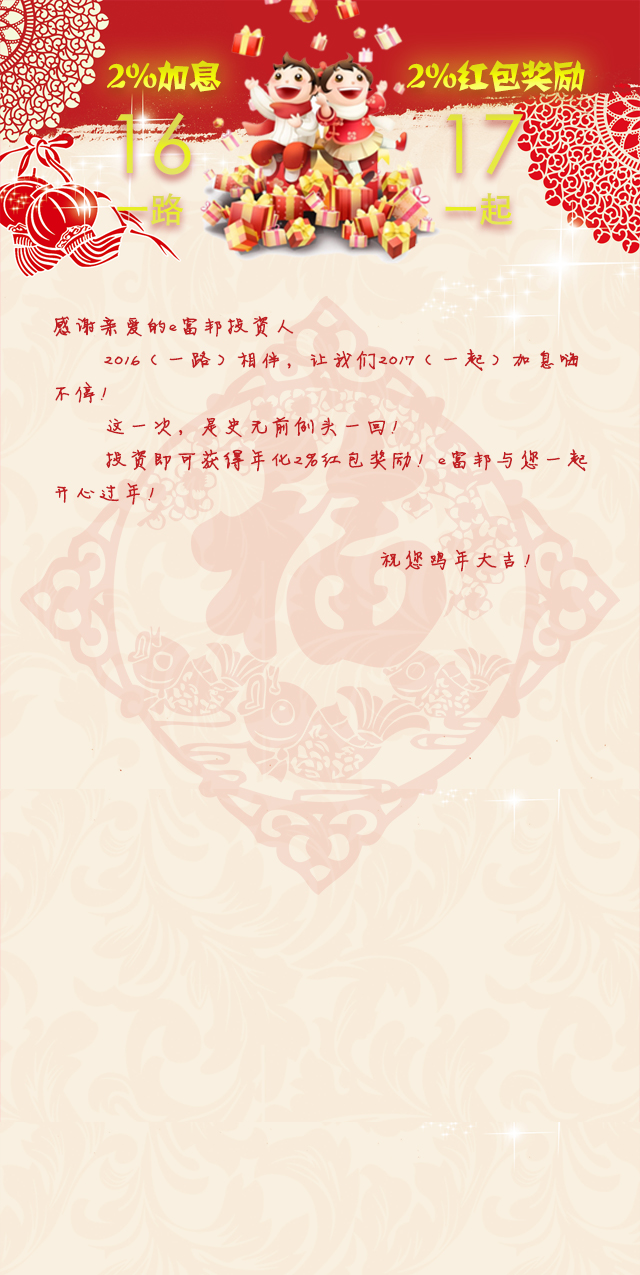 2%加息
2%红包奖励
16
17
一路
一起
感谢亲爱的e富邦投资人
2016（一路）相伴，让我们2017（一起）加息嗨
不停！
这一次，是史无前例头一回！
投资即可获得年化2%红包奖励！e富邦与您一起
开心过年！
祝您鸡年大吉！
福